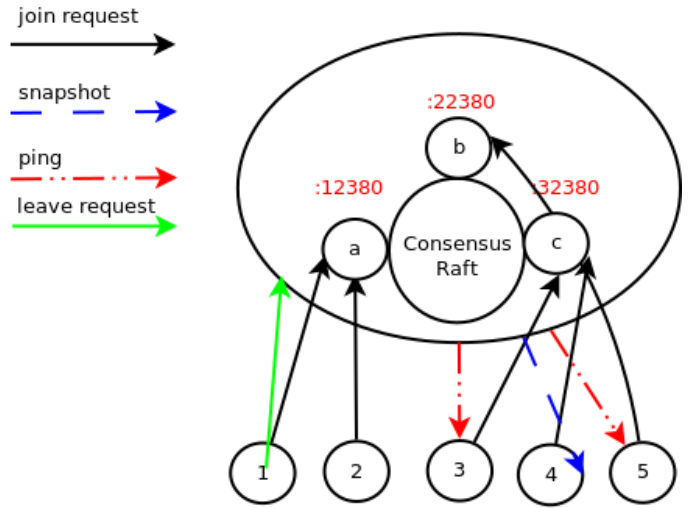 join request
snapshot
ping
leave request
:22380
b
:12380
:32380
a
Consensus
Raft
c
1
2
3
4
5